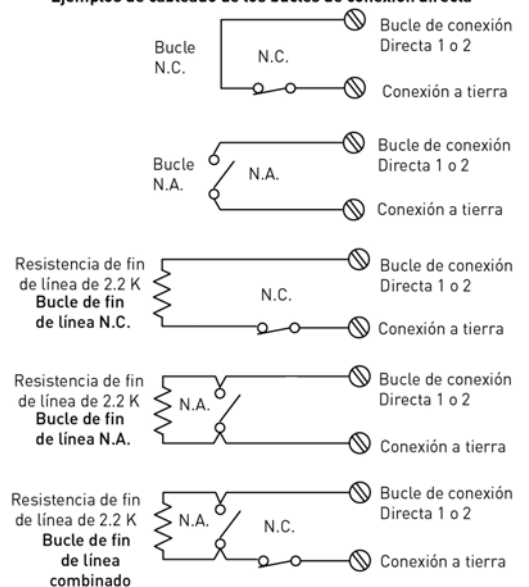 Ejemplos de cableado de los bucles de conexión directa
Bucle
N.C.
N.C.
Bucle de conexión
Directa 1 o 2
Conexión a tierra
Bucle
N.A.
N.A.
Bucle de conexión
Directa 1 o 2
Conexión a tierra
Resistencia de fin
de línea de 2.2 K
Bucle de fin
de línea N.C.
N.C.
Bucle de conexión
Directa 1 o 2
Conexión a tierra
Resistencia de fin
de línea de 2.2 K
Bucle de fin
de línea N.A.
N.A.
Bucle de conexión
Directa 1 o 2
Conexión a tierra
Resistencia de fin
de línea de 2.2 K
Bucle de fin
de línea
combinado
N.A.
N.C.
Bucle de conexión
Directa 1 o 2
Conexión a tierra